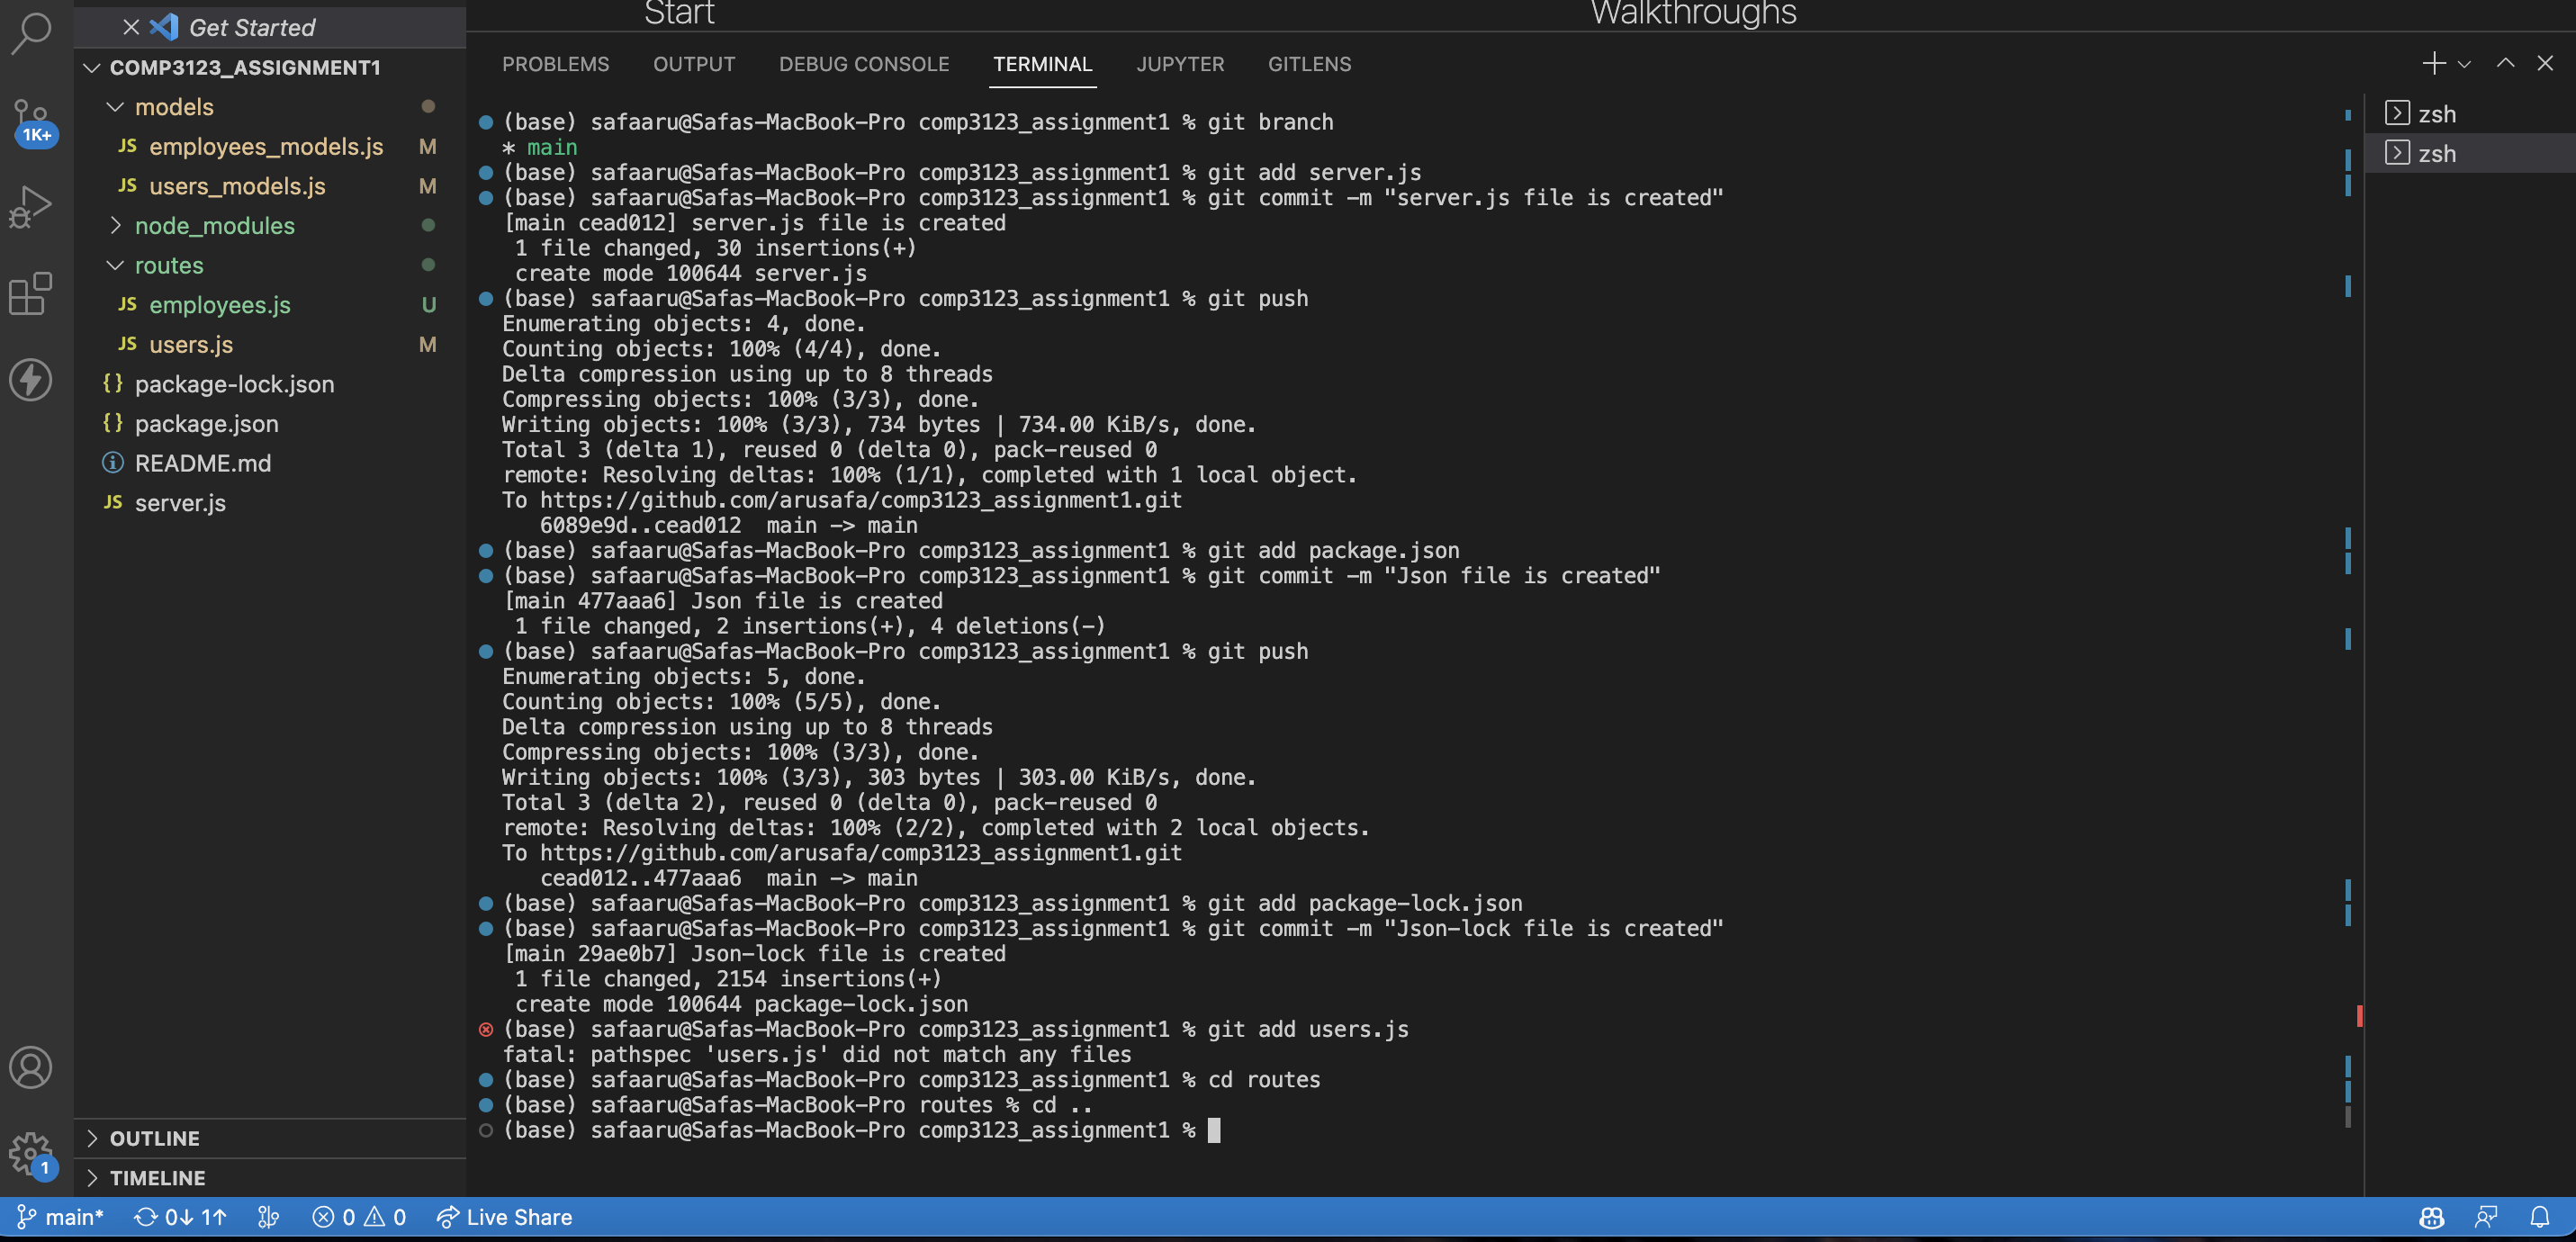 Start
Walkthroughs
Get Started
COMP3123_ASSIGNMENT1
models
JS employees_models.js M
JS users_models.js M
node_modules
routes
JS employees.js U
JS users.js M
{} package-lock.json
{} package.json
README.md
JS server.js
OUTLINE
TIMELINE
1K+
1
PROBLEMS OUTPUT DEBUG CONSOLE TERMINAL JUPYTER GITLENS
(base) safaaru@Safas-MacBook-Pro comp3123_assignment1 % git branch
* main
(base) safaaru@Safas-MacBook-Pro comp3123_assignment1 % git add server.js
(base) safaaru@Safas-MacBook-Pro comp3123_assignment1 % git commit -m "server.js file is created"
[main cead012] server.js file is created
1 file changed, 30 insertions(+)
create mode 100644 server.js
(base) safaaru@Safas-MacBook-Pro comp3123_assignment1 % git push
Enumerating objects: 4, done.
Counting objects: 100% (4/4), done.
Delta compression using up to 8 threads
Compressing objects: 100% (3/3), done.
Writing objects: 100% (3/3), 734 bytes | 734.00 KiB/s, done.
Total 3 (delta 1), reused 0 (delta 0), pack-reused 0
remote: Resolving deltas: 100% (1/1), completed with 1 local object.
To https://github.com/arusafa/comp3123_assignment1.git
6089e9d..cead012 main -> main
(base) safaaru@Safas-MacBook-Pro comp3123_assignment1 % git add package.json
(base) safaaru@Safas-MacBook-Pro comp3123_assignment1 % git commit -m "Json file is created"
[main 477aaa6] Json file is created
1 file changed, 2 insertions(+), 4 deletions(-)
(base) safaaru@Safas-MacBook-Pro comp3123_assignment1 % git push
Enumerating objects: 5, done.
Counting objects: 100% (5/5), done.
Delta compression using up to 8 threads
Compressing objects: 100% (3/3), done.
Writing objects: 100% (3/3), 303 bytes | 303.00 KiB/s, done.
Total 3 (delta 2), reused 0 (delta 0), pack-reused 0
remote: Resolving deltas: 100% (2/2), completed with 2 local objects.
To https://github.com/arusafa/comp3123_assignment1.git
cead012..477aaa6 main -> main
(base) safaaru@Safas-MacBook-Pro comp3123_assignment1 % git add package-lock.json
(base) safaaru@Safas-MacBook-Pro comp3123_assignment1 % git commit -m "Json-lock file is created"
[main 29ae0b7] Json-lock file is created
1 file changed, 2154 insertions(+)
create mode 100644 package-lock.json
(base) safaaru@Safas-MacBook-Pro comp3123_assignment1 % git add users.js
fatal: pathspec 'users.js' did not match any files
(base) safaaru@Safas-MacBook-Pro comp3123_assignment1 % cd routes
(base) safaaru@Safas-MacBook-Pro routes % cd ..
(base) safaaru@Safas-MacBook-Pro comp3123_assignment1 %
zsh
zsh
main* 0↓ 1↑ 0 0 Live Share